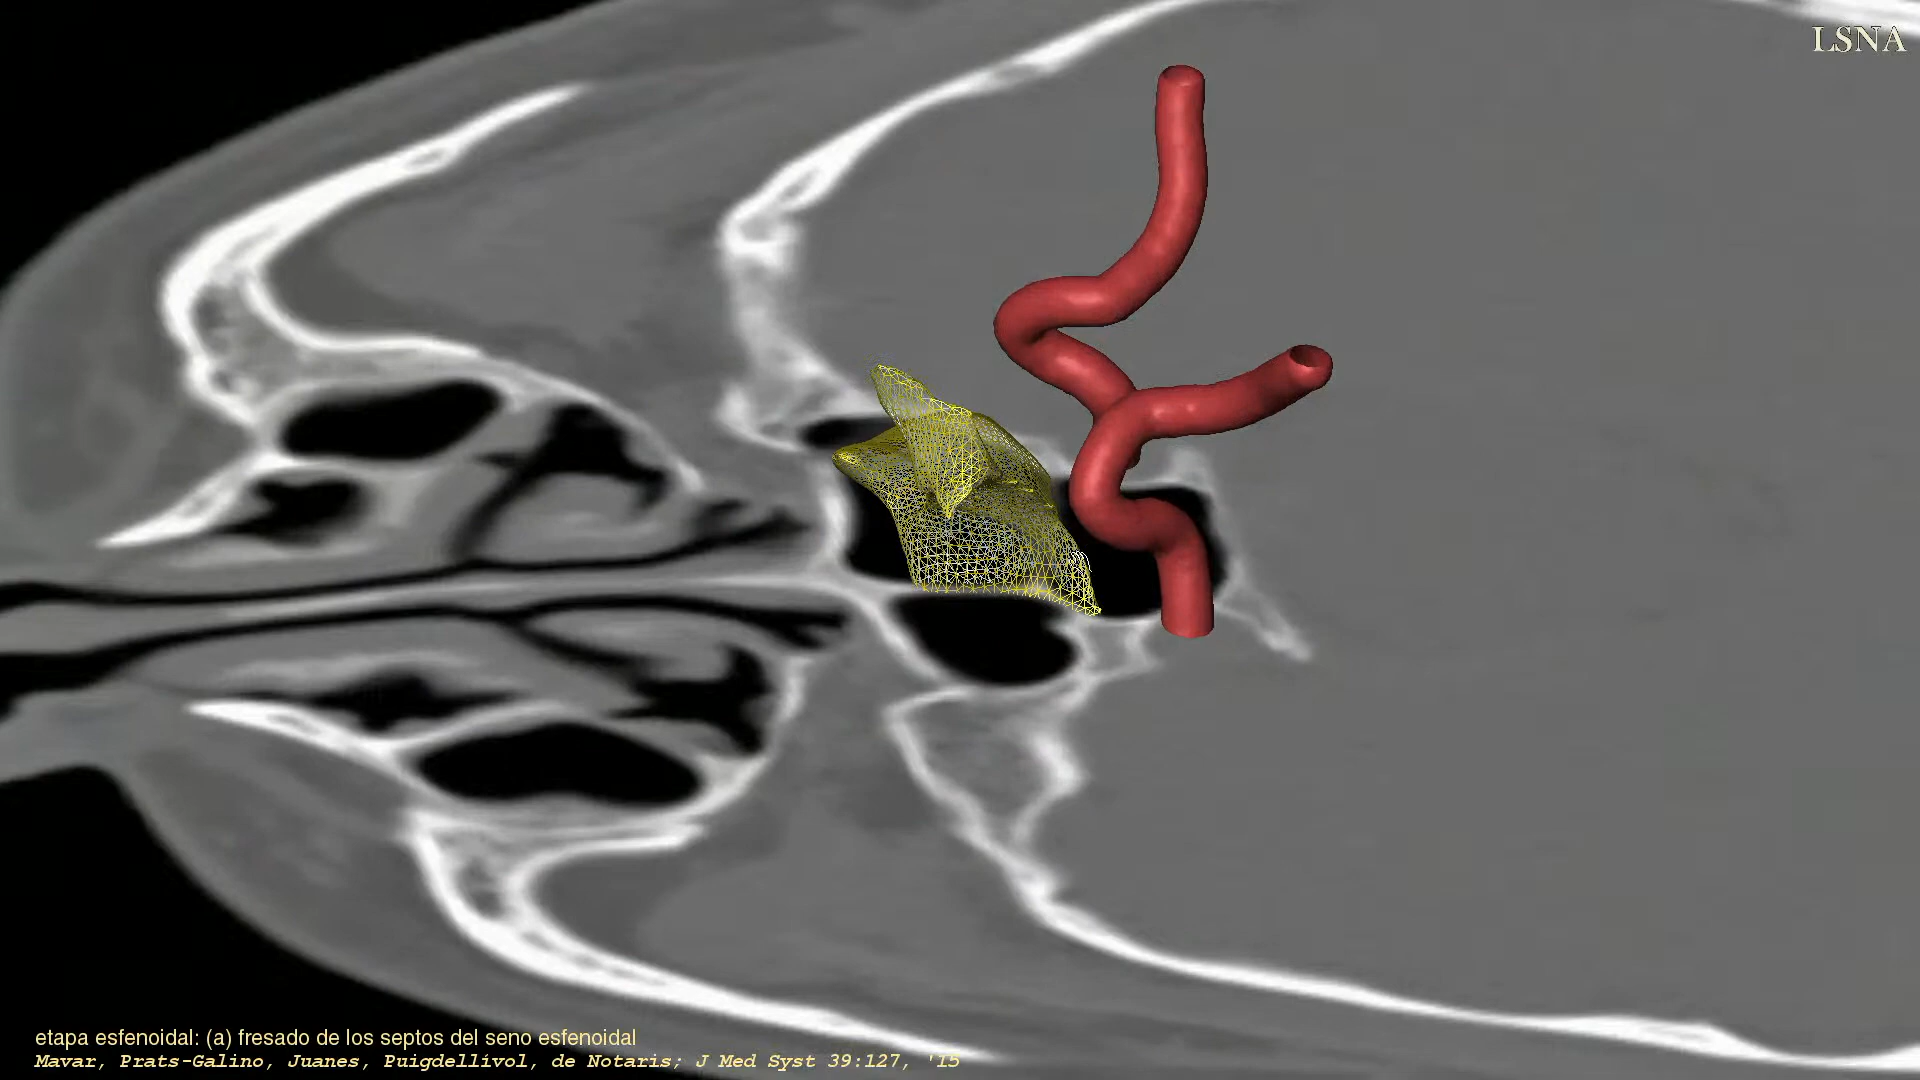 LSNA
etapa esfenoidal: (a) fresado de los septos del seno esfenoidal
Mavar, Prats-Galino, Juanes, Puigdellívol, de Notaris; J Med Syst 39:127, '15